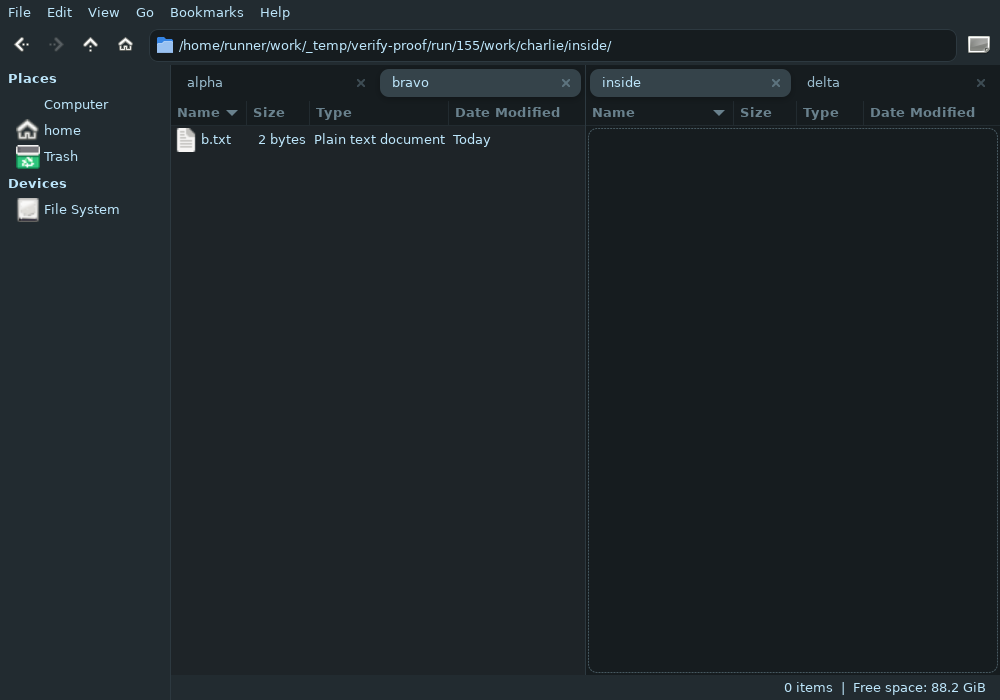 File Edit View Go Bookmarks Help
/home/runner/work/_temp/verify-proof/run/155/work/charlie/inside/
Places
Computer
home
Trash
Devices
File System
alpha bravo inside delta
Name Size Type Date Modified Name Size Type Date Modified
b.txt 2 bytes Plain text document Today
0 items | Free space: 88.2 GiB